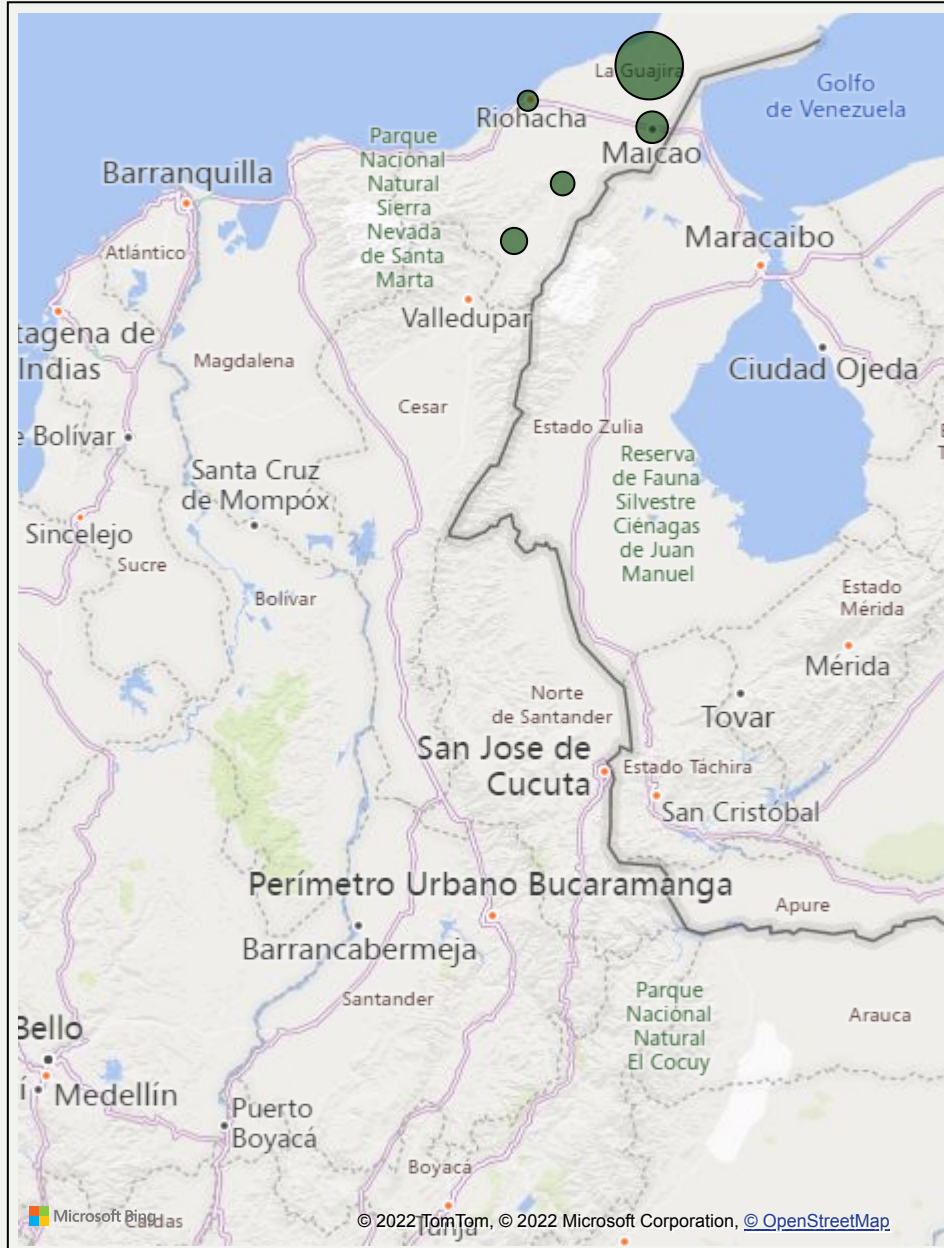 La Guajira
Golfo
de Venezuela
Riohacha
Parque
Nacional
Natural
Sierra
Nevada
de Santa
Marta
Maicao
Barranquilla
Atlántico
Maracaibo
Valledupar
tagena de
Indias
Magdalena
Ciudad Ojeda
Cesar
Estado Zulia
e Bolívar
Reserva
de Fauna
Silvestre
Ciénagas
de Juan
Manuel
Santa Cruz
de Mompóx
Sincelejo
Sucre
Bolívar
Estado
Mérida
Mérida
Norte
de Santander
Tovar
San Jose de
Cucuta
Estado Táchira
San Cristóbal
Perímetro Urbano Bucaramanga
Apure
Barrancabermeja
Santander
Parque
Nacional
Natural
El Cocuy
Arauca
Bello
í
Medellín
Puerto
Boyacá
Boyacá
Microsoft Bing
Caldas
Tunja
© 2022 TomTom, © 2022 Microsoft Corporation, © OpenStreetMap